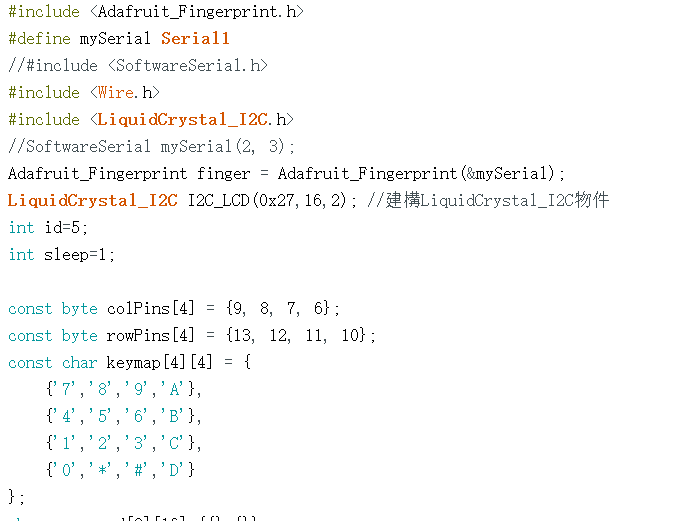 #include <Adafruit_Fingerprint.h>
#define mySerial Serial1
//#include <SoftwareSerial.h>
#include <Wire.h>
#include <LiquidCrystal_I2C.h>
//SoftwareSerial mySerial(2, 3);
Adafruit_Fingerprint finger = Adafruit_Fingerprint(&mySerial);
LiquidCrystal_I2C I2C_LCD(0x27,16,2); //建構LiquidCrystal_I2C物件
int id=5;
int sleep=1;
const byte colPins[4] = {9, 8, 7, 6};
const byte rowPins[4] = {13, 12, 11, 10};
const char keymap[4][4] = {
{'7','8','9','A'},
{'4','5','6','B'},
{'1','2','3','C'},
{'0','*','#','D'}
};